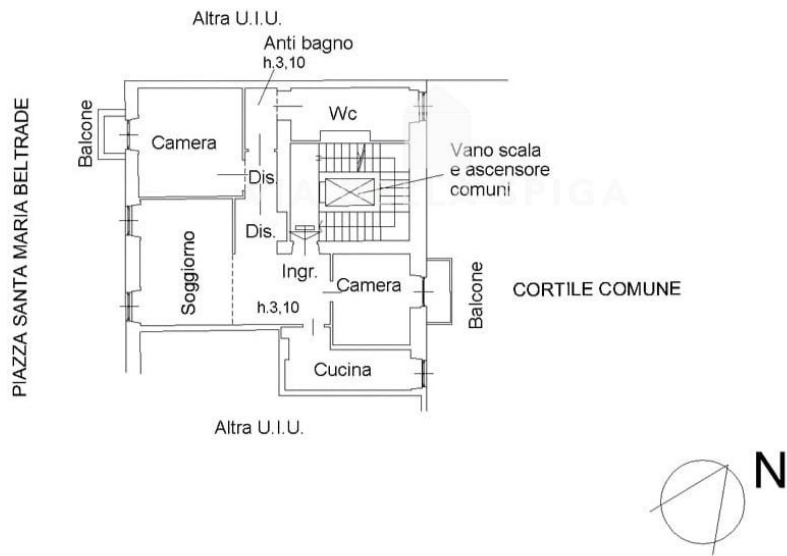 Altra U.I.U.
Anti bagno
h.3,10
PIAZZA SANTA MARIA BELTRADE
Balcone
Camera
Wc
Vano scala
e ascensore
comuni
Dis.
Dis.
Soggiorno
Ingr.
h.3,10
Camera
Balcone
CORTILE COMUNE
Cucina
Altra U.I.U.
N